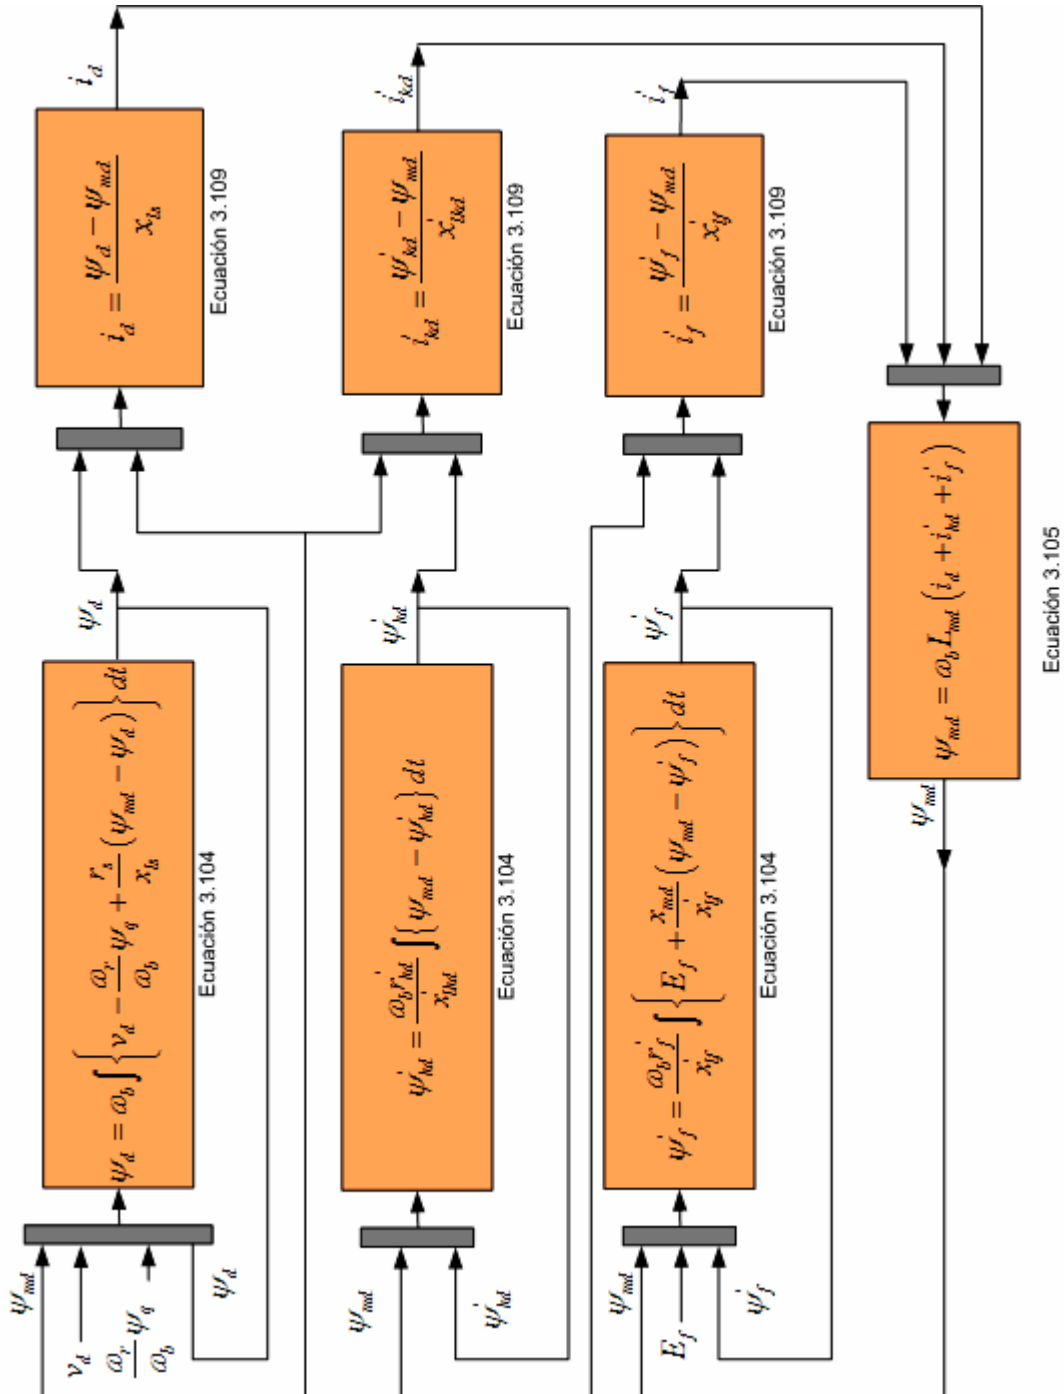 ψ_md
v_d
(ω_r/ω_b) ψ_q
ψ_d
ψ_d = ω_b ∫ { v_d − (ω_r/ω_b) ψ_q + (r_s/x_ls) (ψ_md − ψ_d) } dt
Ecuación 3.104
ψ_d
i_d = (ψ_d − ψ_md) / x_ls
Ecuación 3.109
i_d
ψ_md
ψ'_kd
ψ'_kd = (ω_b r'_kd / x'_lkd) ∫ { ψ_md − ψ'_kd } dt
Ecuación 3.104
ψ'_kd
i'_kd = (ψ'_kd − ψ_md) / x'_lkd
Ecuación 3.109
i'_kd
ψ_md
E_f
ψ'_f
ψ'_f = (ω_b r'_f / x'_lf) ∫ { E_f + (x_md/x'_lf) (ψ_md − ψ'_f) } dt
Ecuación 3.104
ψ'_f
i'_f = (ψ'_f − ψ_md) / x'_lf
Ecuación 3.109
i'_f
ψ_md
ψ_md = ω_b L_md (i_d + i'_kd + i'_f)
Ecuación 3.105